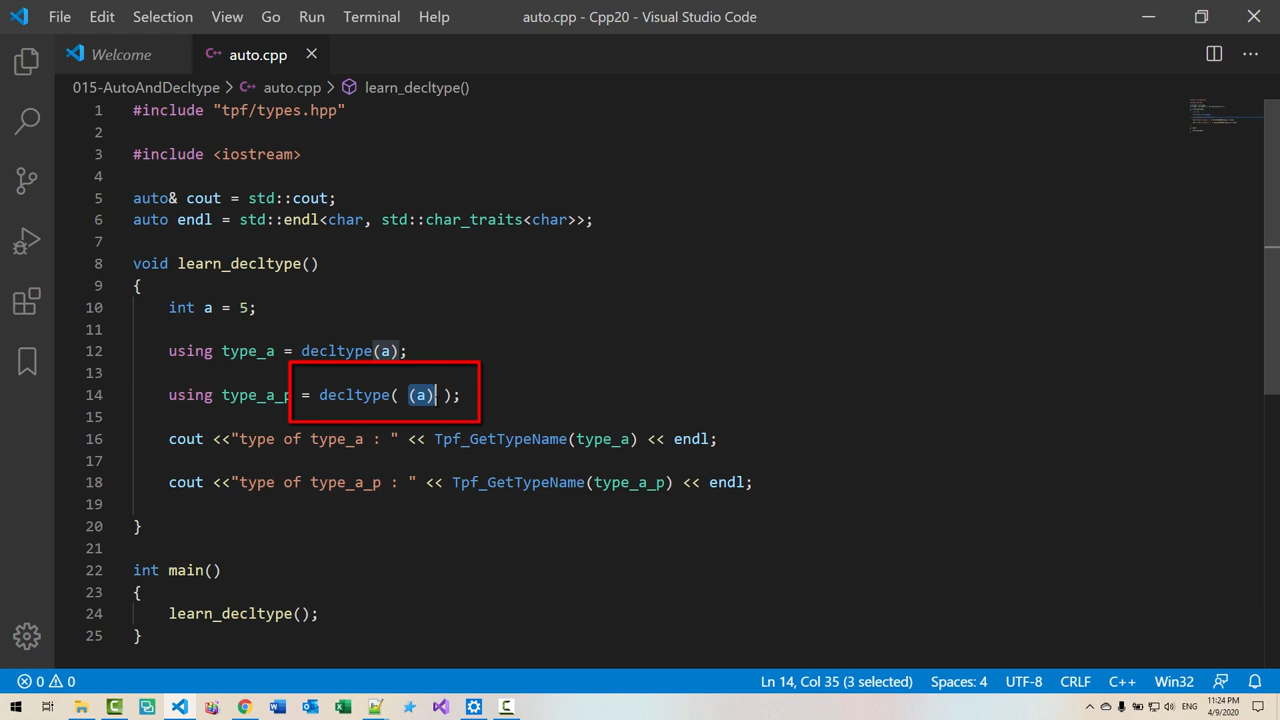 File Edit Selection View Go Run Terminal Help auto.cpp - Cpp20 - Visual Studio Code
Welcome C++ auto.cpp
015-AutoAndDecltype > C++ auto.cpp > learn_decltype()
1 #include "tpf/types.hpp"
2
3 #include <iostream>
4
5 auto& cout = std::cout;
6 auto endl = std::endl<char, std::char_traits<char>>;
7
8 void learn_decltype()
9 {
10 int a = 5;
11
12 using type_a = decltype(a);
13
14 using type_a_p = decltype( (a) );
15
16 cout <<"type of type_a : " << Tpf_GetTypeName(type_a) << endl;
17
18 cout <<"type of type_a_p : " << Tpf_GetTypeName(type_a_p) << endl;
19
20 }
21
22 int main()
23 {
24 learn_decltype();
25 }
0 0 Ln 14, Col 35 (3 selected) Spaces: 4 UTF-8 CRLF C++ Win32
ENG 11:24 PM
4/9/2020